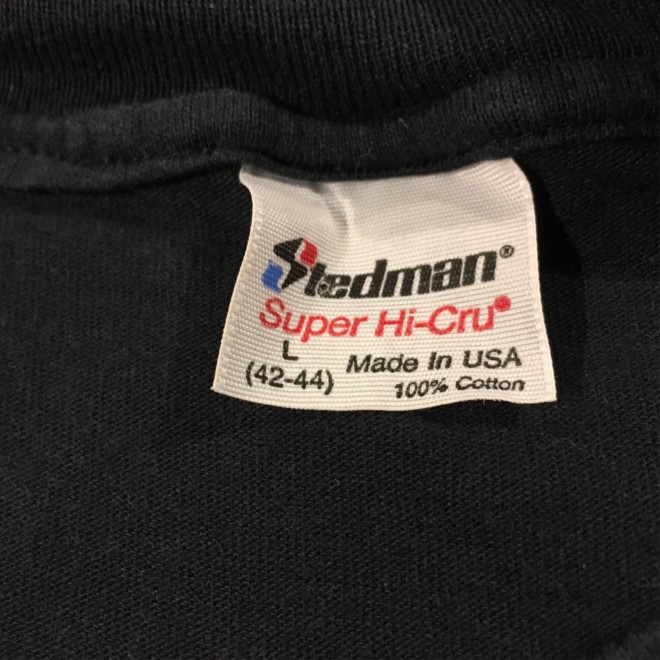 Stedman®
Super Hi-Cru®
L
(42-44)
Made In USA
100% Cotton